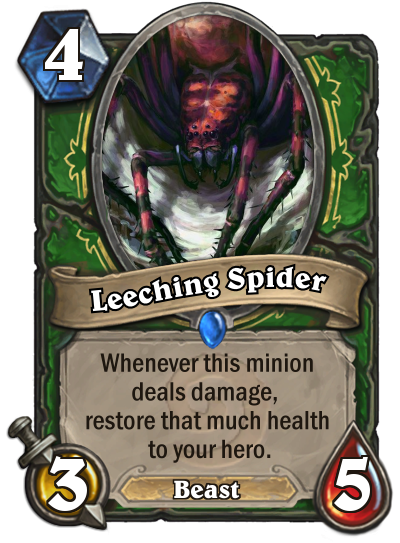 4
Leeching Spider
Whenever this minion
deals damage,
restore that much health
to your hero.
3
Beast
5